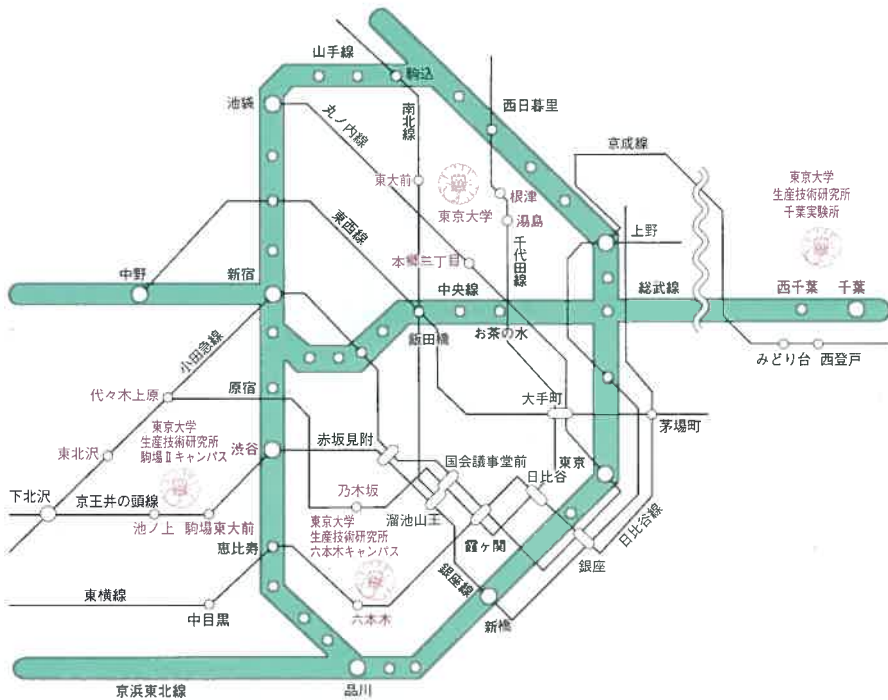 山手線
駒込
池袋
丸ノ内線
南北線
西日暮里
京成線
東大前
東京大学
根津
湯島
千代田線
東京大学
生産技術研究所
千葉実験所
東西線
本郷三丁目
上野
中野
新宿
中央線
総武線
西千葉
千葉
飯田橋
お茶の水
みどり台
西登戸
小田急線
代々木上原
原宿
大手町
茅場町
東京大学
生産技術研究所
駒場Ⅱキャンパス
東北沢
渋谷
赤坂見附
国会議事堂前
日比谷
東京
下北沢
京王井の頭線
池ノ上
駒場東大前
乃木坂
溜池山王
東京大学
生産技術研究所
六本木キャンパス
霞ヶ関
日比谷線
恵比寿
銀座
銀座線
東横線
中目黒
六本木
新橋
京浜東北線
品川